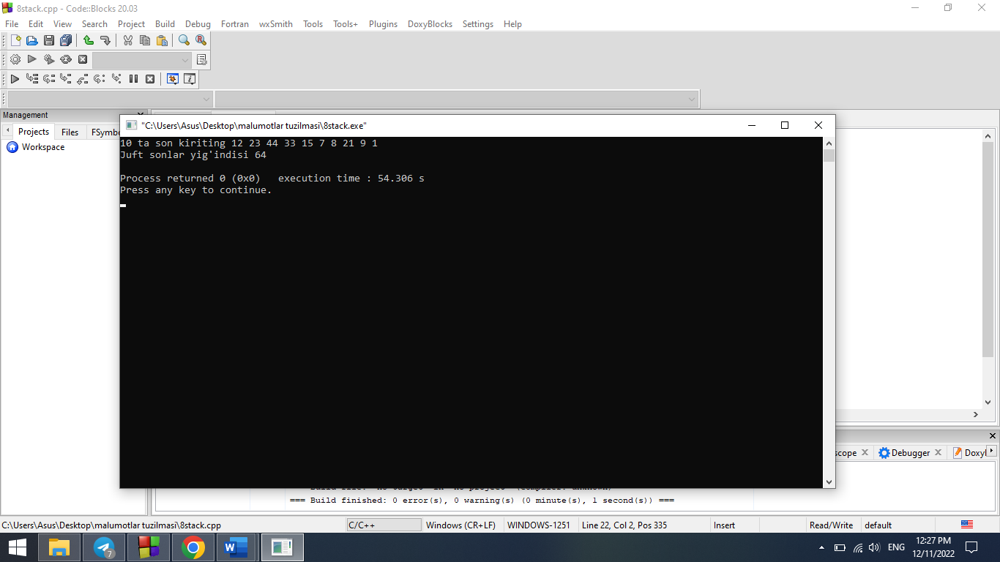 8stack.cpp - Code::Blocks 20.03
File Edit View Search Project Build Debug Fortran wxSmith Tools Tools+ Plugins DoxyBlocks Settings Help
Management
Projects Files FSymbo
Workspace
"C:\Users\Asus\Desktop\malumotlar tuzilmasi\8stack.exe"
10 ta son kiriting 12 23 44 33 15 7 8 21 9 1
Juft sonlar yig'indisi 64
Process returned 0 (0x0) execution time : 54.306 s
Press any key to continue.
scope Debugger Doxyl
=== Build finished: 0 error(s), 0 warning(s) (0 minute(s), 1 second(s)) ===
C:\Users\Asus\Desktop\malumotlar tuzilmasi\8stack.cpp C/C++ Windows (CR+LF) WINDOWS-1251 Line 22, Col 2, Pos 335 Insert Read/Write default
7 W ENG 12:27 PM
12/11/2022